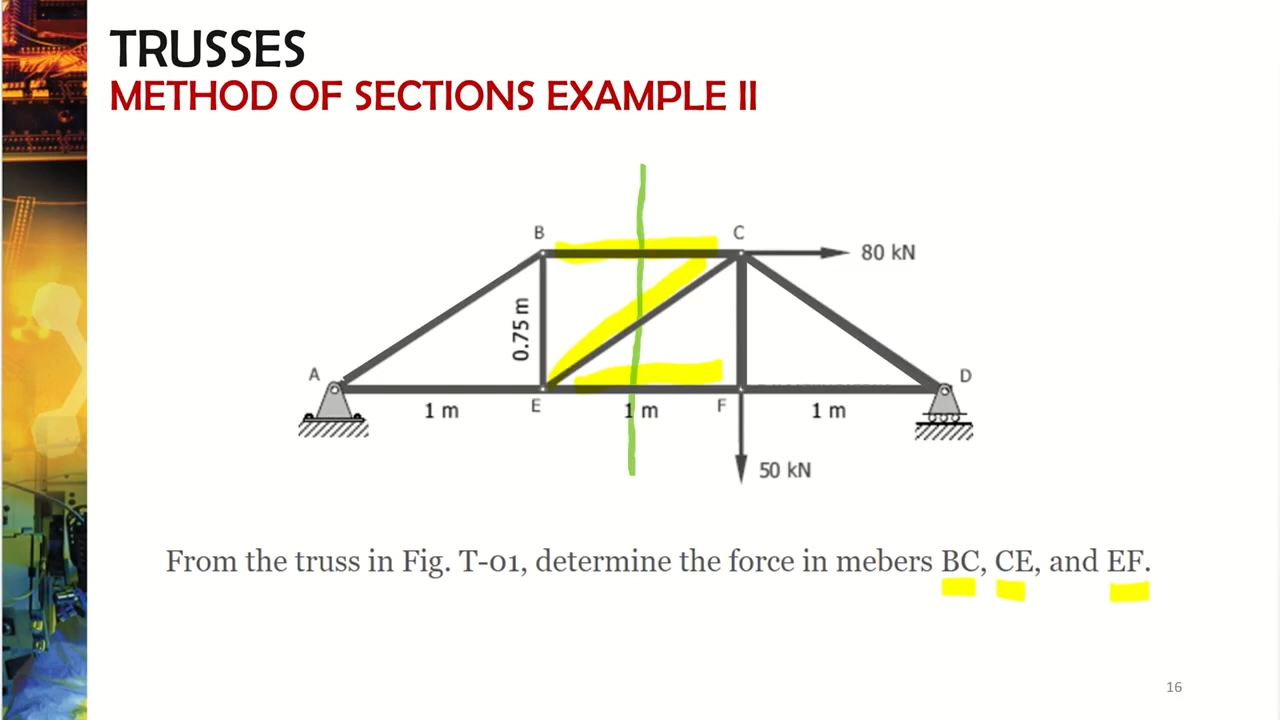 TRUSSES
METHOD OF SECTIONS EXAMPLE II
B
C
80 kN
0.75 m
A
D
E
F
1 m
1 m
1 m
50 kN
From the truss in Fig. T-01, determine the force in mebers BC, CE, and EF.
16